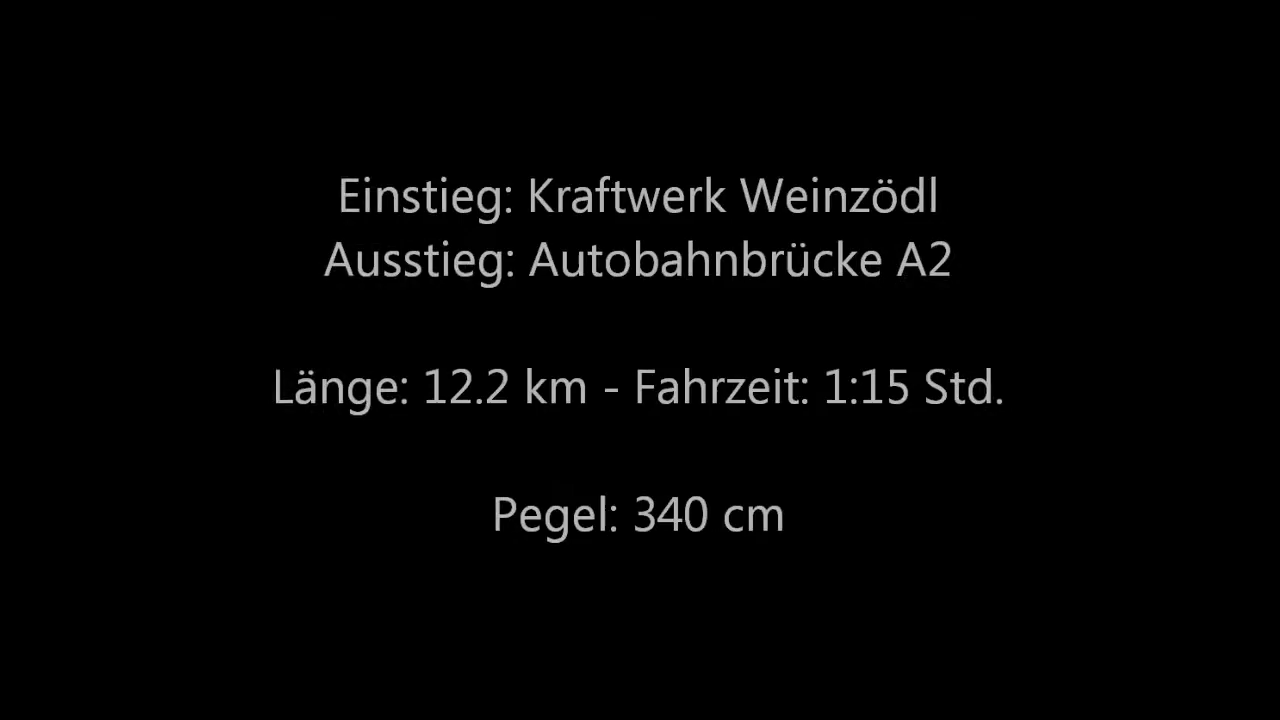 Einstieg: Kraftwerk Weinzödl
Ausstieg: Autobahnbrücke A2
Länge: 12.2 km - Fahrzeit: 1:15 Std.
Pegel: 340 cm